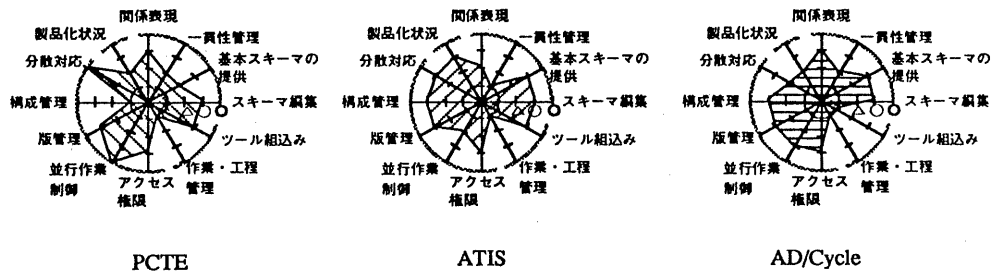 関係表現
製品化状況
一貫性管理
分散対応
基本スキーマの
提供
構成管理
△○◎
スキーマ編集
版管理
ツール組込み
並行作業
制御
アクセス
権限
作業・工程
管理
PCTE
関係表現
製品化状況
一貫性管理
分散対応
基本スキーマの
提供
構成管理
△○◎
スキーマ編集
版管理
ツール組込み
並行作業
制御
アクセス
権限
作業・工程
管理
ATIS
関係表現
製品化状況
一貫性管理
分散対応
基本スキーマの
提供
構成管理
△○◎
スキーマ編集
版管理
ツール組込み
並行作業
制御
アクセス
権限
作業・工程
管理
AD/Cycle